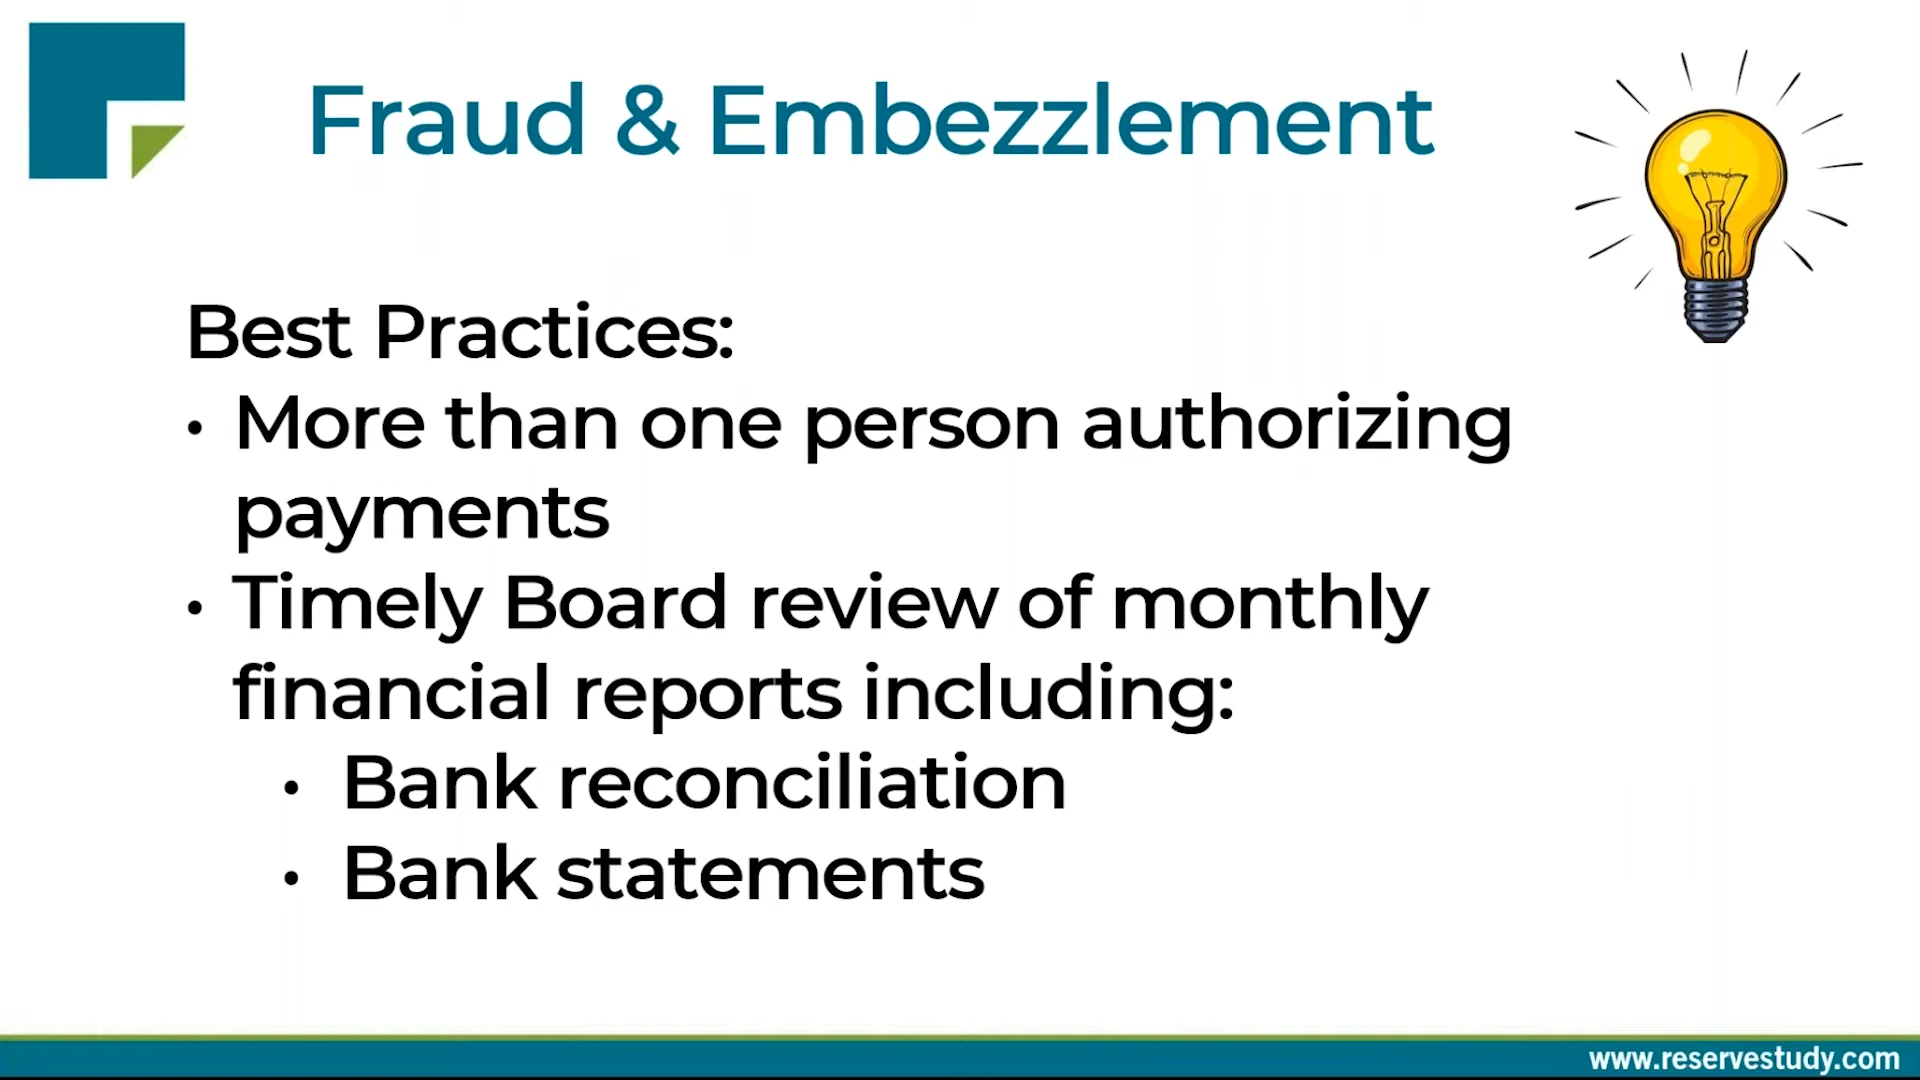 Fraud & Embezzlement
Best Practices:
• More than one person authorizing
payments
• Timely Board review of monthly
financial reports including:
• Bank reconciliation
• Bank statements
www.reservestudy.com